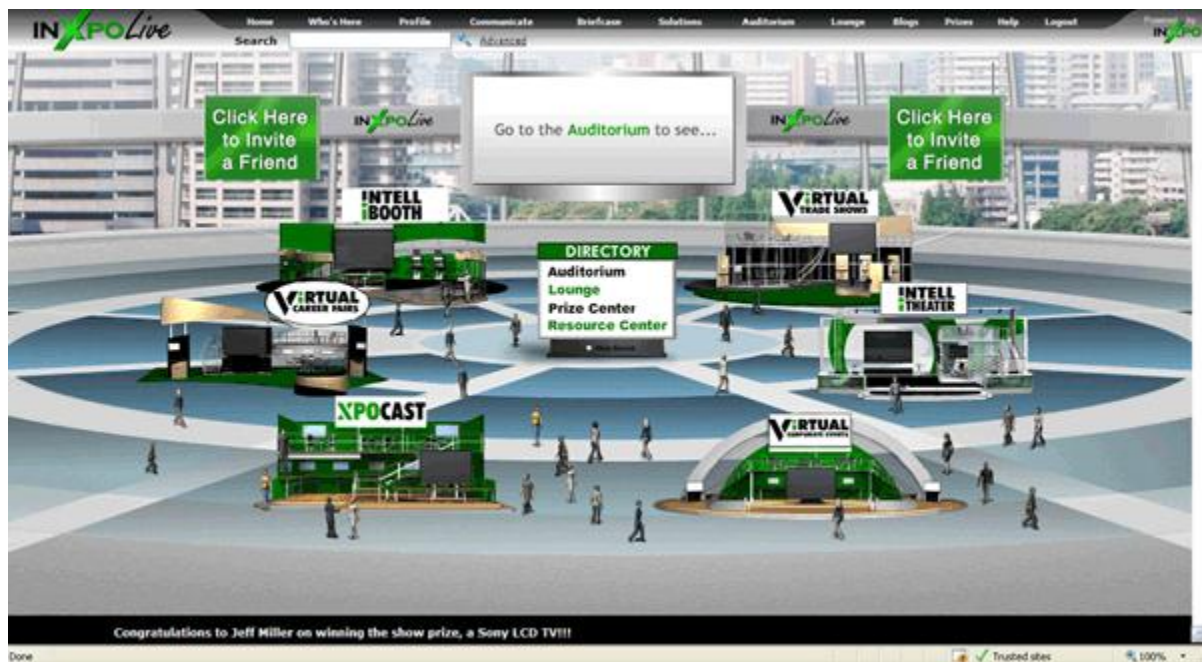 INXPOLive
Home Who's Here Profile Communicate Briefcase Solutions Auditorium Lounge Blogs Prizes Help Logout
INXPO
Search
Advanced
Click Here
to Invite
a Friend
INXPOLive
Go to the Auditorium to see...
INXPOLive
Click Here
to Invite
a Friend
INTELL
iBOOTH
ViRTUAL
TRADE SHOWS
DIRECTORY
Auditorium
Lounge
Prize Center
Resource Center
ViRTUAL
CAREER FAIRS
INTELL
iTHEATER
XPOCAST
ViRTUAL
CORPORATE EVENTS
Congratulations to Jeff Miller on winning the show prize, a Sony LCD TV!!!
Done
Trusted sites
100%